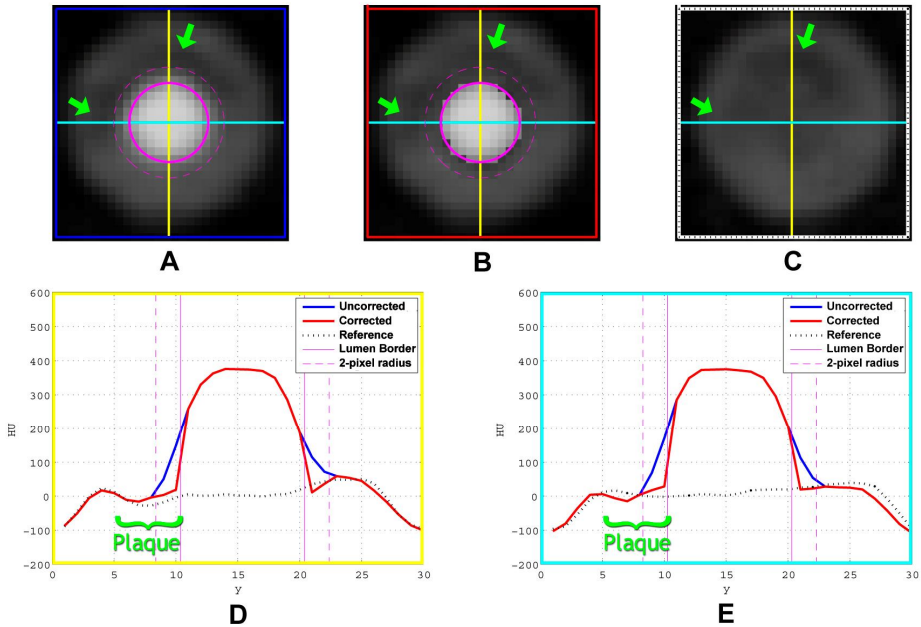 A
B
C
600
500
400
300
200
100
0
-100
-200
HU
0
5
10
15
20
25
30
y
Uncorrected
Corrected
Reference
Lumen Border
2-pixel radius
Plaque
D
600
500
400
300
200
100
0
-100
-200
HU
0
5
10
15
20
25
30
y
Uncorrected
Corrected
Reference
Lumen Border
2-pixel radius
Plaque
E